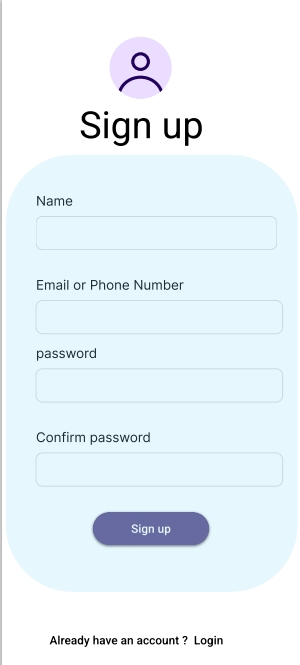 Sign up
Name
Email or Phone Number
password
Confirm password
Sign up
Already have an account ? Login